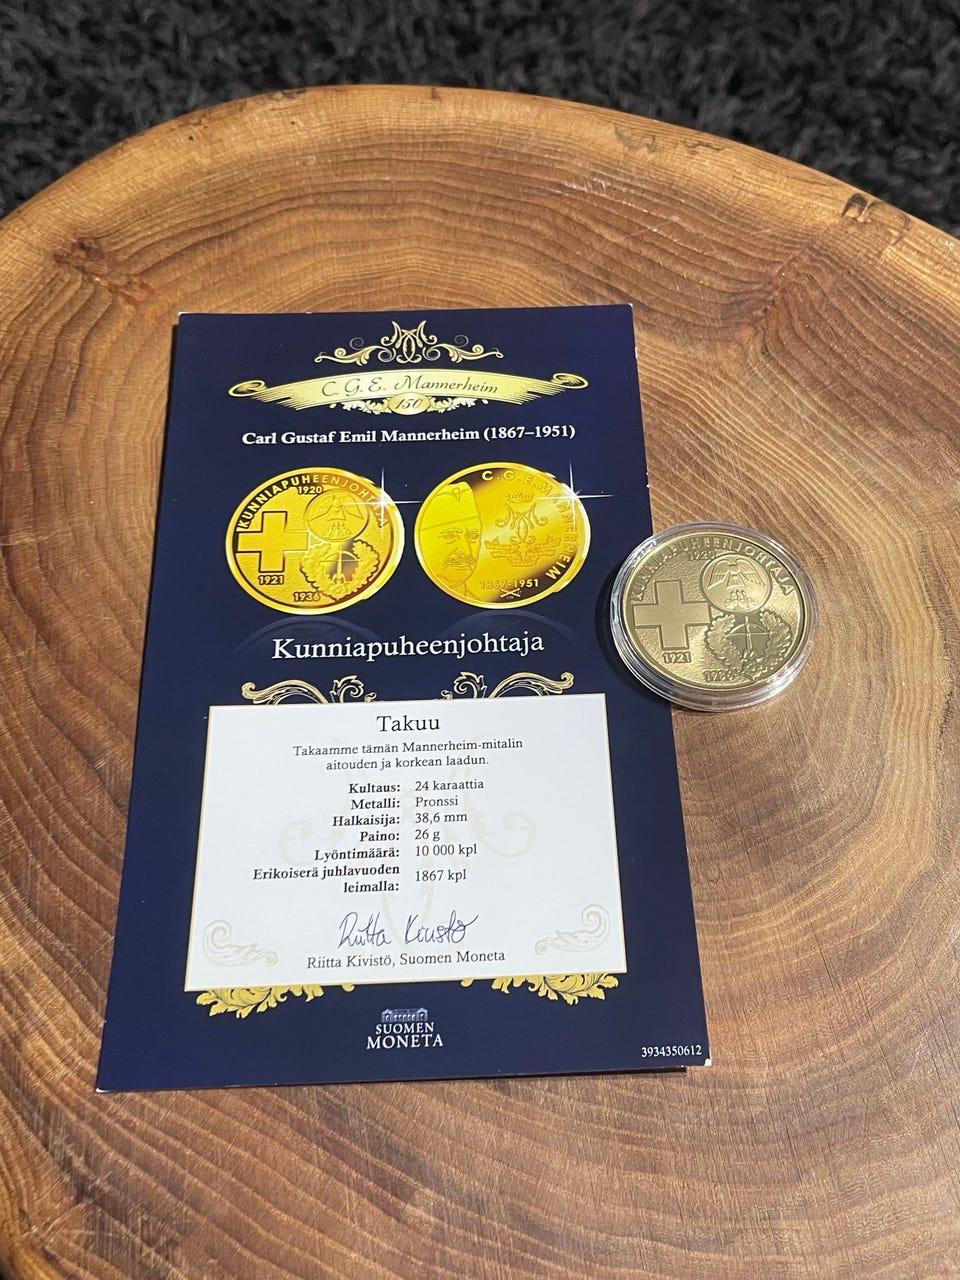 C. G. E. Mannerheim
150
Carl Gustaf Emil Mannerheim (1867–1951)
KUNNIAPUHEENJOHTAJA
1920
1921
1936
C.G.E. MANNERHEIM
1867-1951
Kunniapuheenjohtaja
Takuu
Takaamme tämän Mannerheim-mitalin
aitouden ja korkean laadun.
Kultaus: 24 karaattia
Metalli: Pronssi
Halkaisija: 38,6 mm
Paino: 26 g
Lyöntimäärä: 10 000 kpl
Erikoiserä juhlavuoden
leimalla: 1867 kpl
Riitta Kivistö
Riitta Kivistö, Suomen Moneta
SUOMEN
MONETA
3934350612
KUNNIAPUHEENJOHTAJA
1920
1921
1936